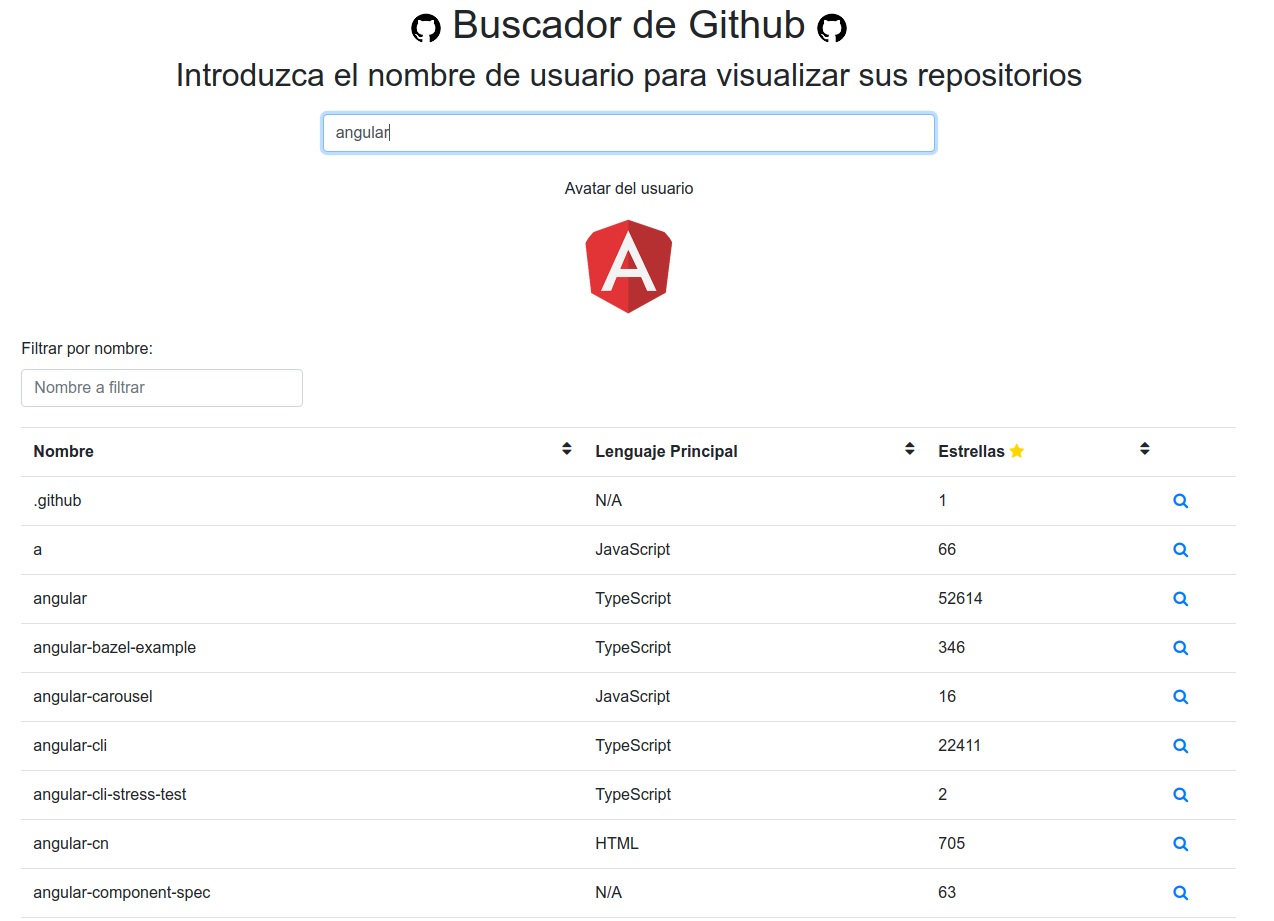 Buscador de Github
Introduzca el nombre de usuario para visualizar sus repositorios
angular
Avatar del usuario
A
Filtrar por nombre:
Nombre a filtrar
Nombre Lenguaje Principal Estrellas
.github N/A 1
a JavaScript 66
angular TypeScript 52614
angular-bazel-example TypeScript 346
angular-carousel JavaScript 16
angular-cli TypeScript 22411
angular-cli-stress-test TypeScript 2
angular-cn HTML 705
angular-component-spec N/A 63